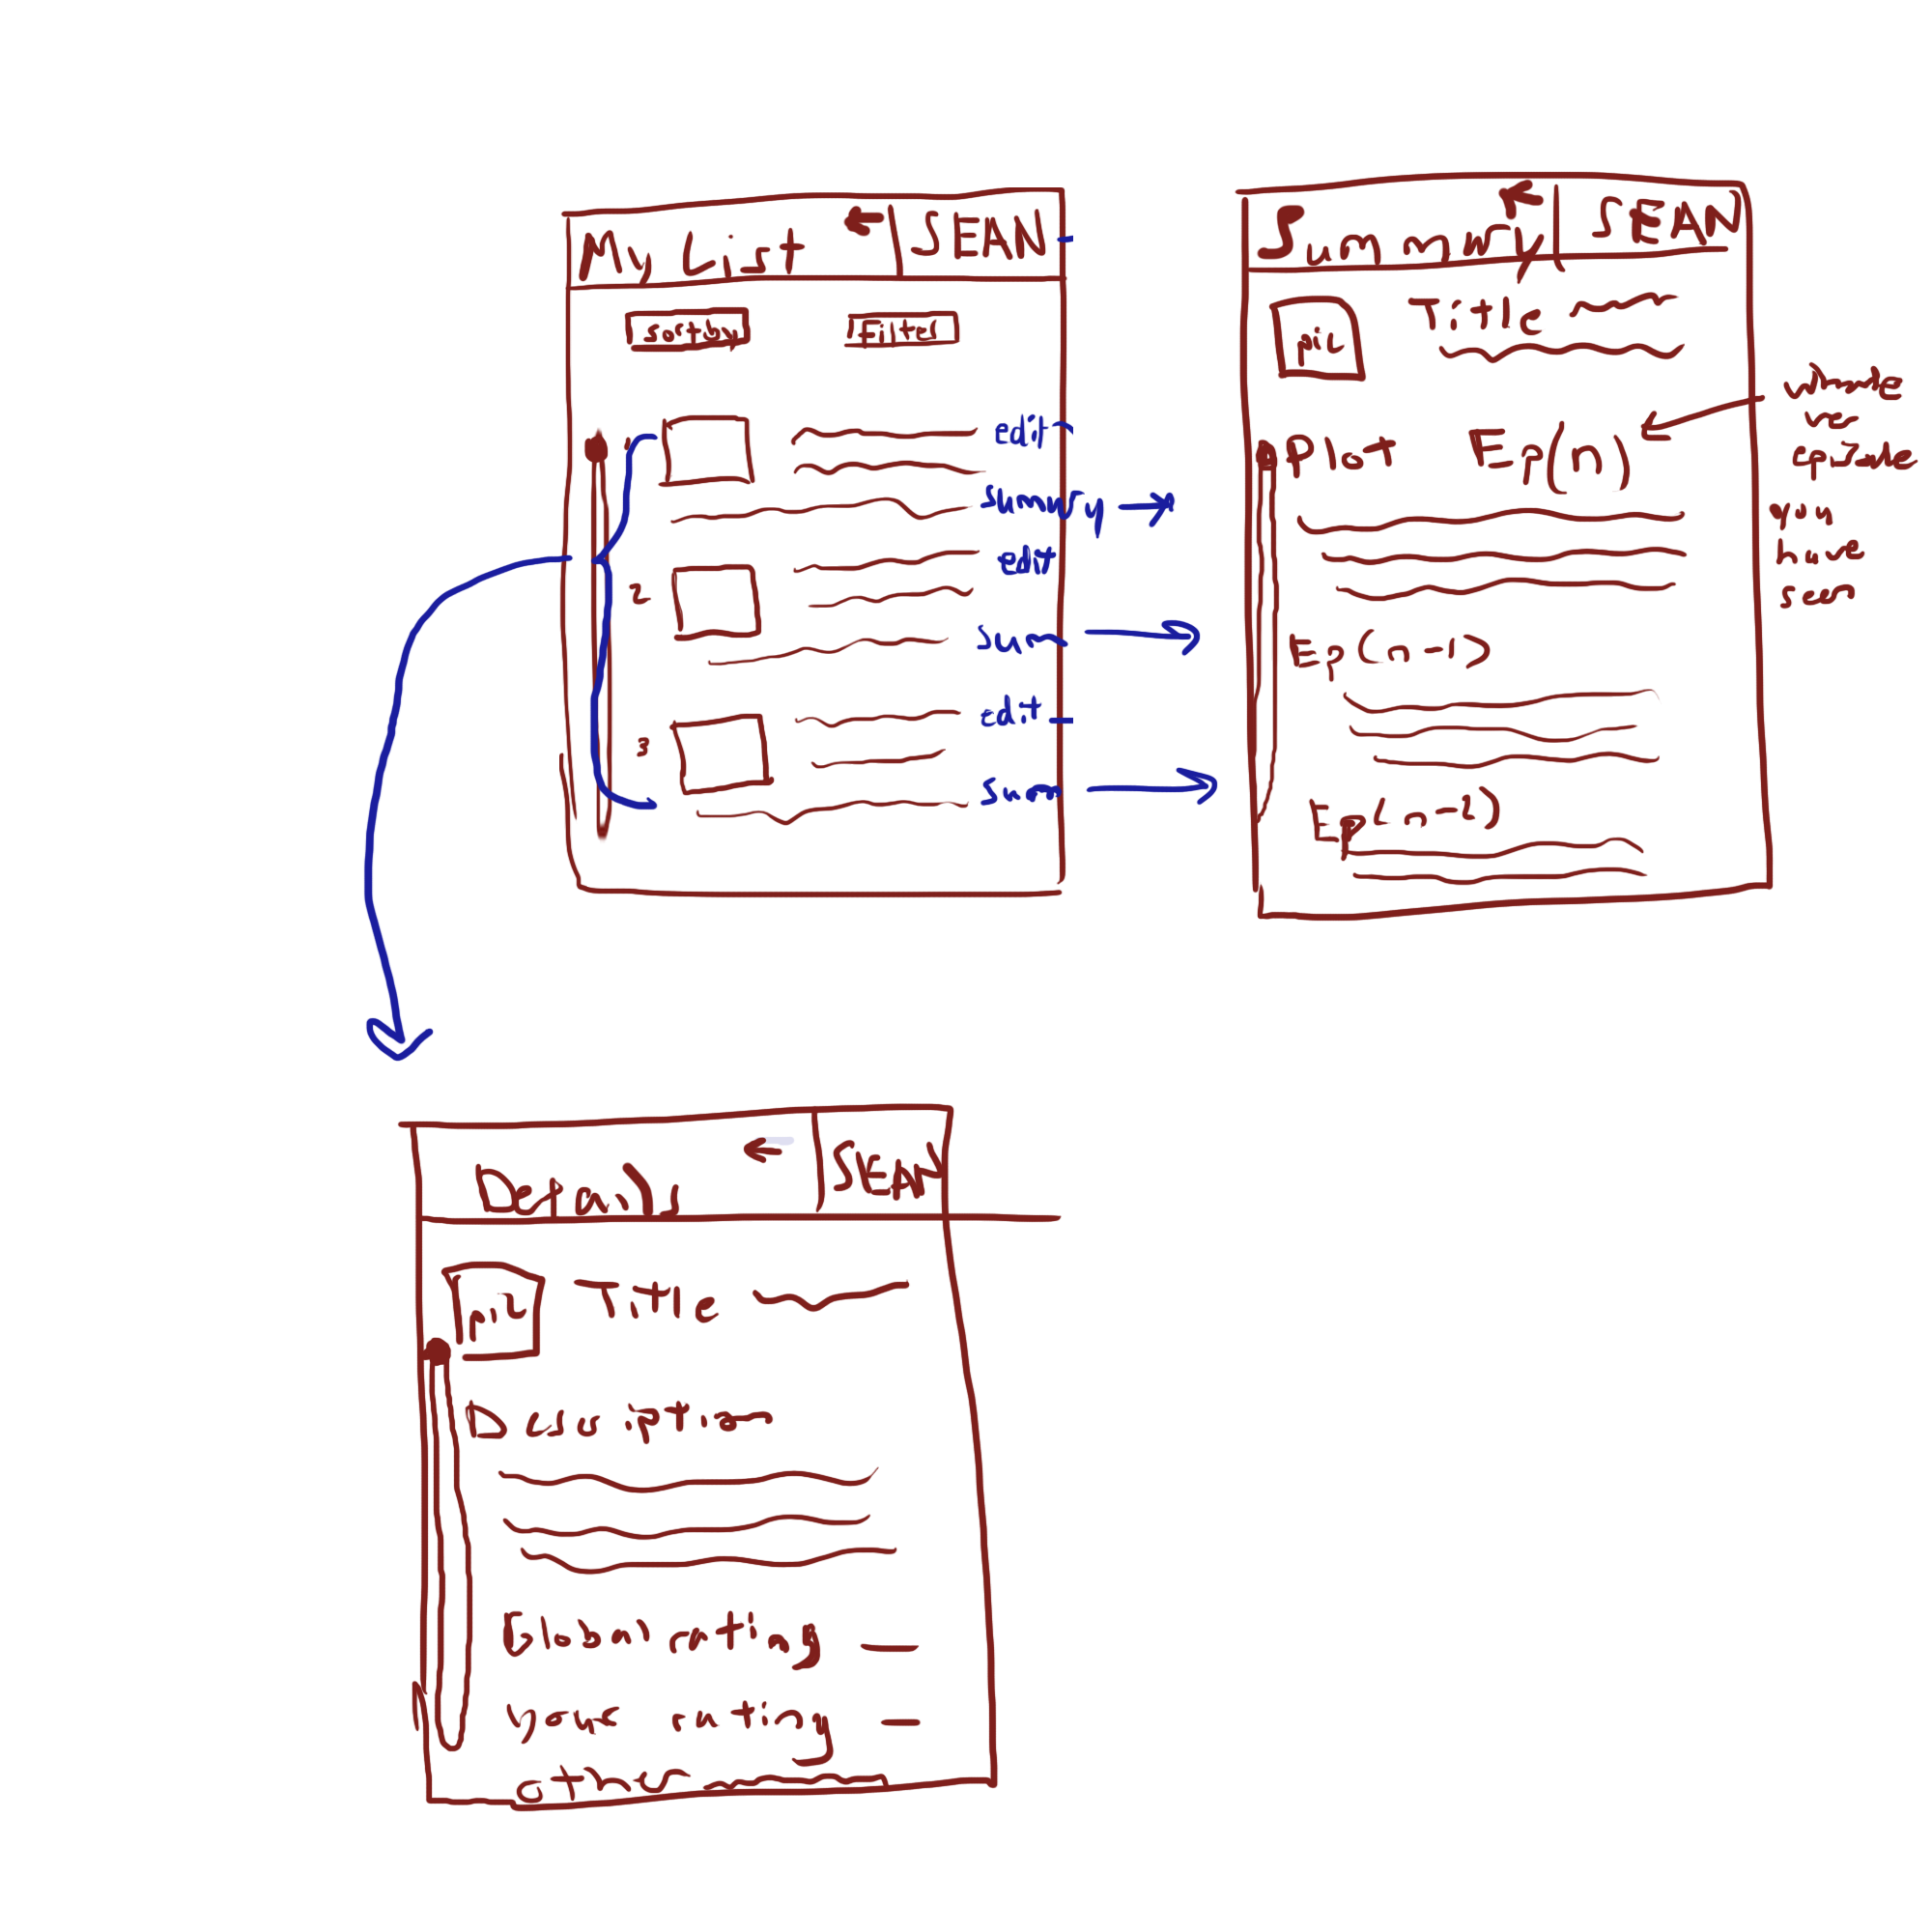 My List ← SEAN
Sort by Filter
1 edit
Summry
2 edit
Sum
3 edit
Sum
Summary ← SEAN
pic Title
Plot Ep(n)
Ep(n-1)
Ep(n-2)
no
episode
you
have
seen
Details ← SEAN
pic Title
Description
Global rating —
your rating —
other